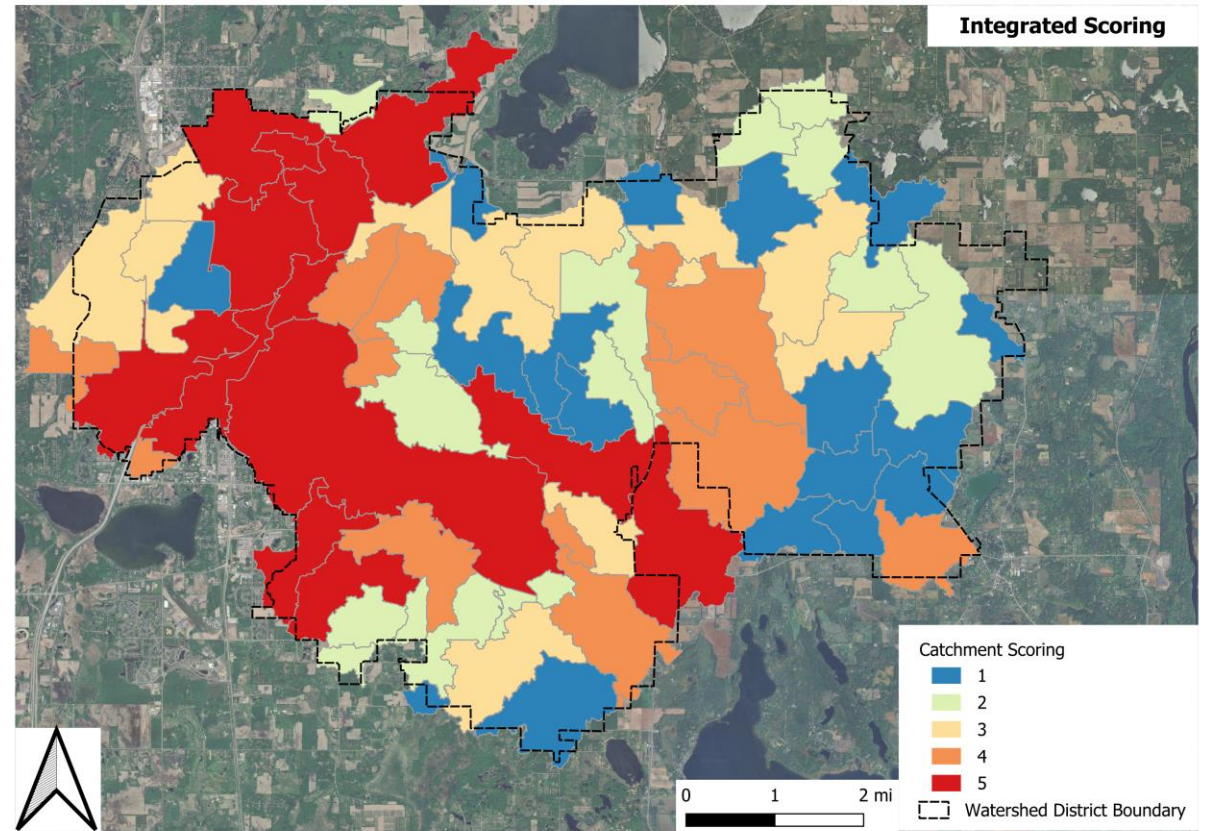 Integrated Scoring
Catchment Scoring
1
2
3
4
5
Watershed District Boundary
0 1 2 mi